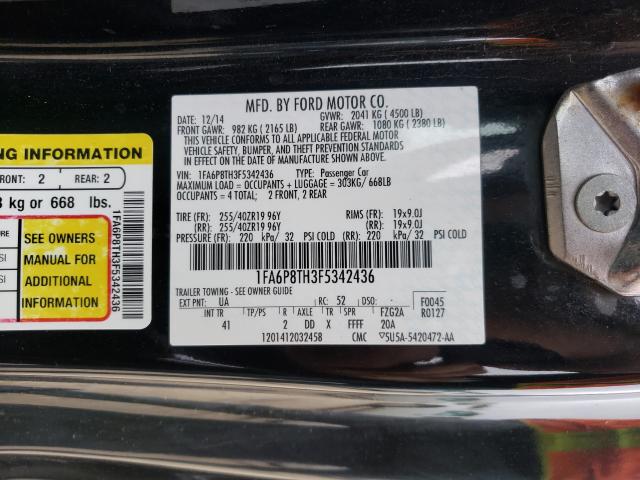 MFD. BY FORD MOTOR CO.
12/14 GVWR: 2041 KG ( 4500 LB)
FRONT GAWR: 982 KG ( 2165 LB) REAR GAWR: 1080 KG ( 2380 LB)
THIS VEHICLE CONFORMS TO ALL APPLICABLE FEDERAL MOTOR
VEHICLE SAFETY, BUMPER, AND THEFT PREVENTION STANDARDS
IN EFFECT ON THE DATE OF MANUFACTURE SHOWN ABOVE.
VIN: 1FA6P8TH3F5342436 TYPE: Passenger Car
MAXIMUM LOAD = OCCUPANTS + LUGGAGE = 303KG/ 668LB
OCCUPANTS = 4 TOTAL; 2 FRONT, 2 REAR
TIRE (FR): 255/40ZR19 96Y RIMS (FR): 19x9.0J
(RR): 255/40ZR19 96Y (RR): 19x9.0J
PRESSURE (FR): 220 kPa/ 32 PSI COLD (RR): 220 kPa/ 32 PSI COLD
1FA6P8TH3F5342436
TRAILER TOWING - SEE OWNER GUIDE
EXT PNT: UA RC: 52 DSO: - F0045
INT TR TP/PS R AXLE TR SPR FZG2A R0127
41 2 DD X FFFF 20A
1201412032458 CMC 5U5A-5420472-AA
NG INFORMATION
FRONT: 2 REAR: 2
3 kg or 668 lbs.
SEE OWNERS
MANUAL FOR
ADDITIONAL
INFORMATION
1FA6P8TH3F5342436